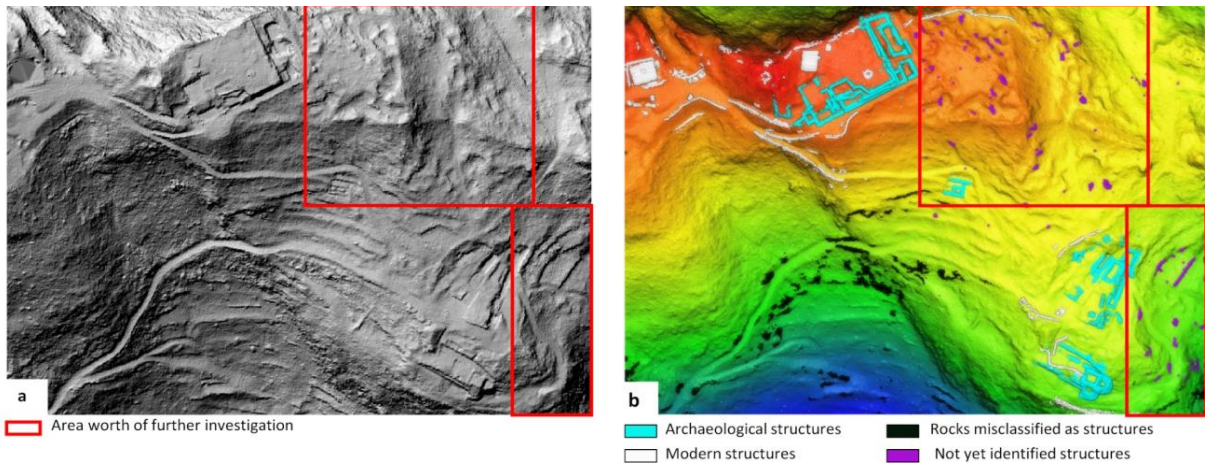 a
Area worth of further investigation
b
Archaeological structures
Rocks misclassified as structures
Modern structures
Not yet identified structures